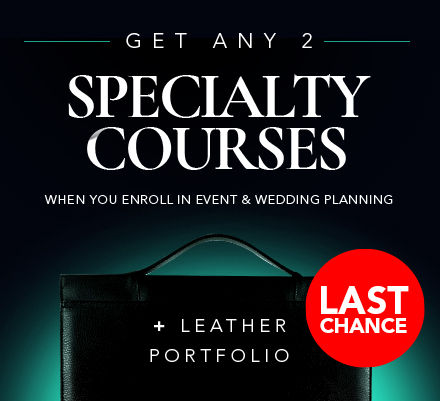 GET ANY 2
SPECIALTY
COURSES
WHEN YOU ENROLL IN EVENT & WEDDING PLANNING
LAST
CHANCE
+ LEATHER
PORTFOLIO